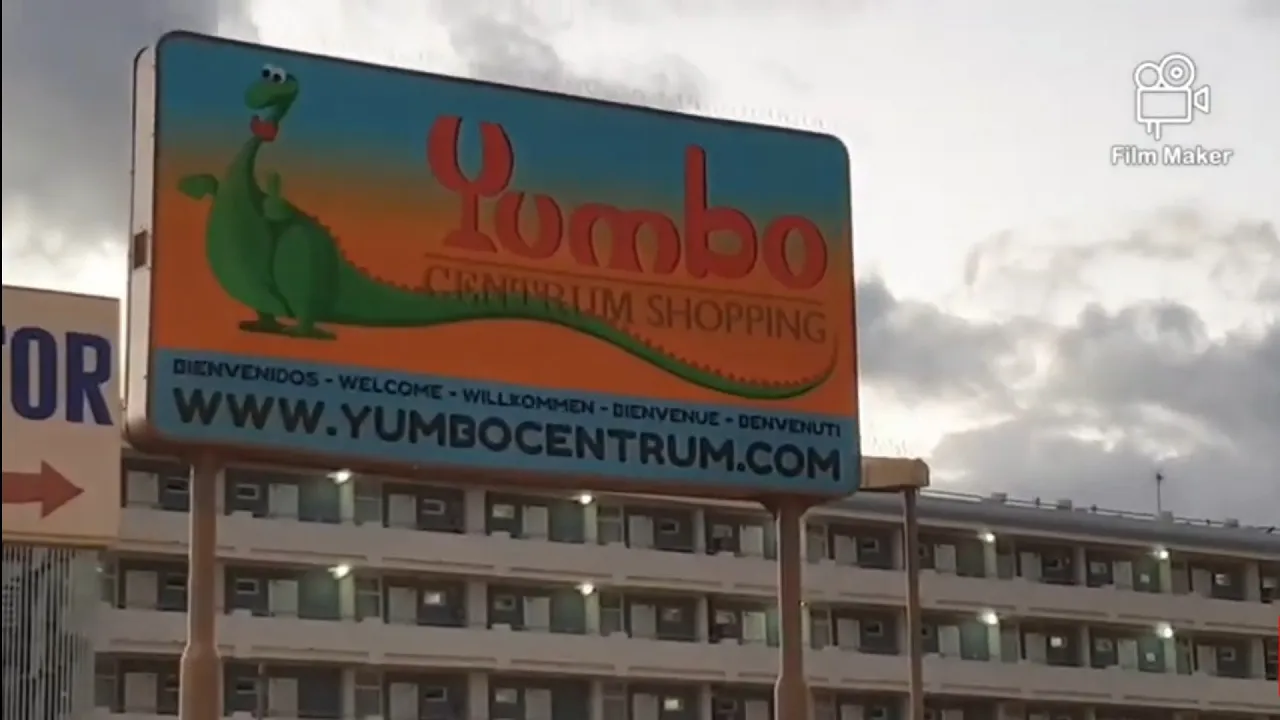 Yumbo
CENTRUM SHOPPING
BIENVENIDOS - WELCOME - WILLKOMMEN - BIENVENUE - BENVENUTI
WWW.YUMBOCENTRUM.COM
TOR
Film Maker